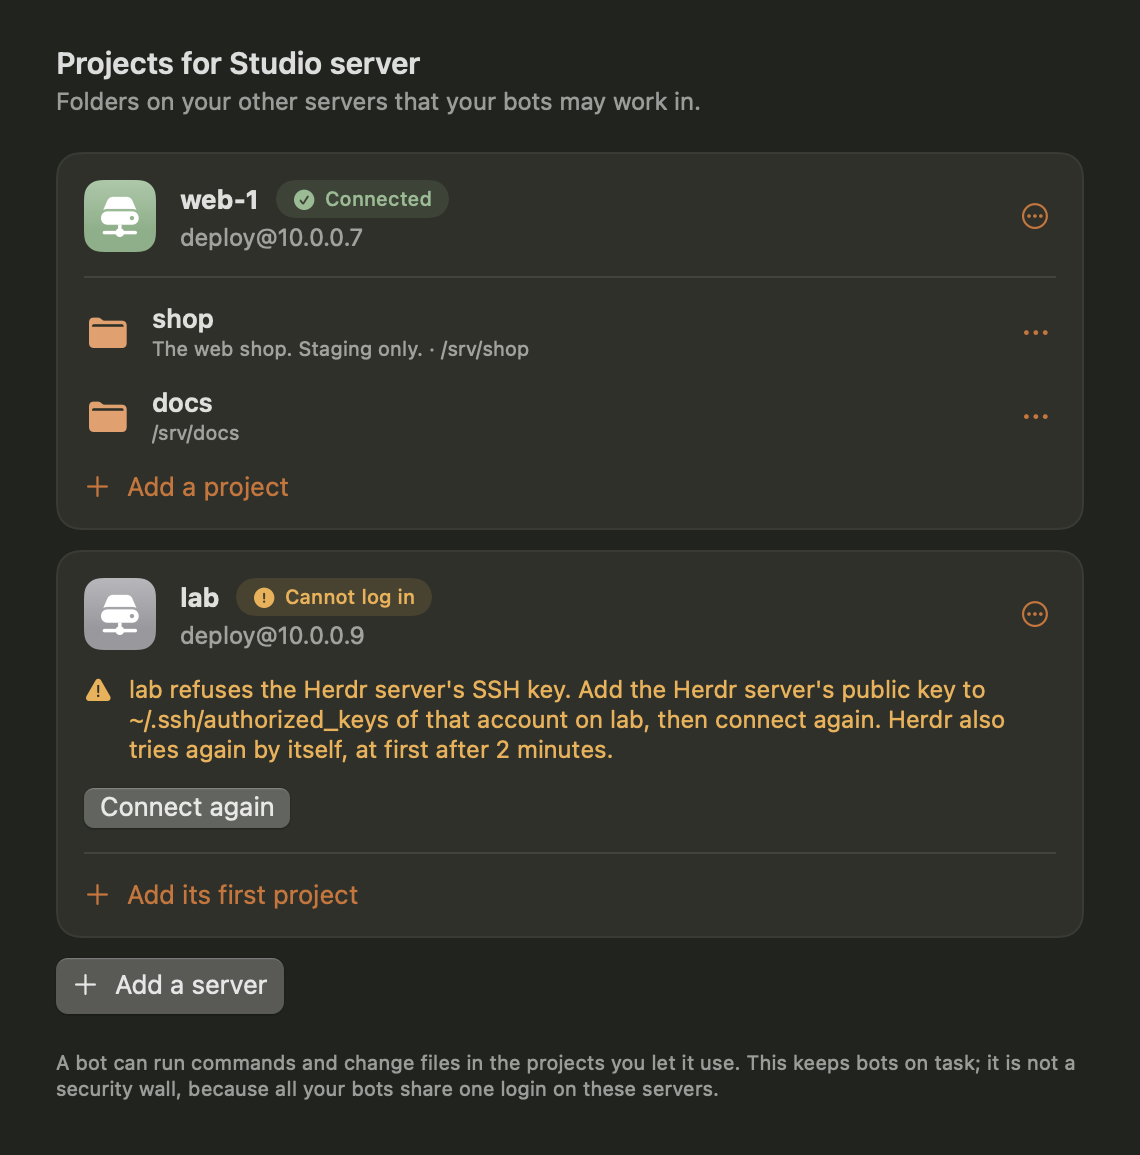 Projects for Studio server
Folders on your other servers that your bots may work in.
web-1
Connected
deploy@10.0.0.7
shop
The web shop. Staging only. · /srv/shop
docs
/srv/docs
+ Add a project
lab
Cannot log in
deploy@10.0.0.9
lab refuses the Herdr server's SSH key. Add the Herdr server's public key to
~/.ssh/authorized_keys of that account on lab, then connect again. Herdr also
tries again by itself, at first after 2 minutes.
Connect again
+ Add its first project
+ Add a server
A bot can run commands and change files in the projects you let it use. This keeps bots on task; it is not a
security wall, because all your bots share one login on these servers.